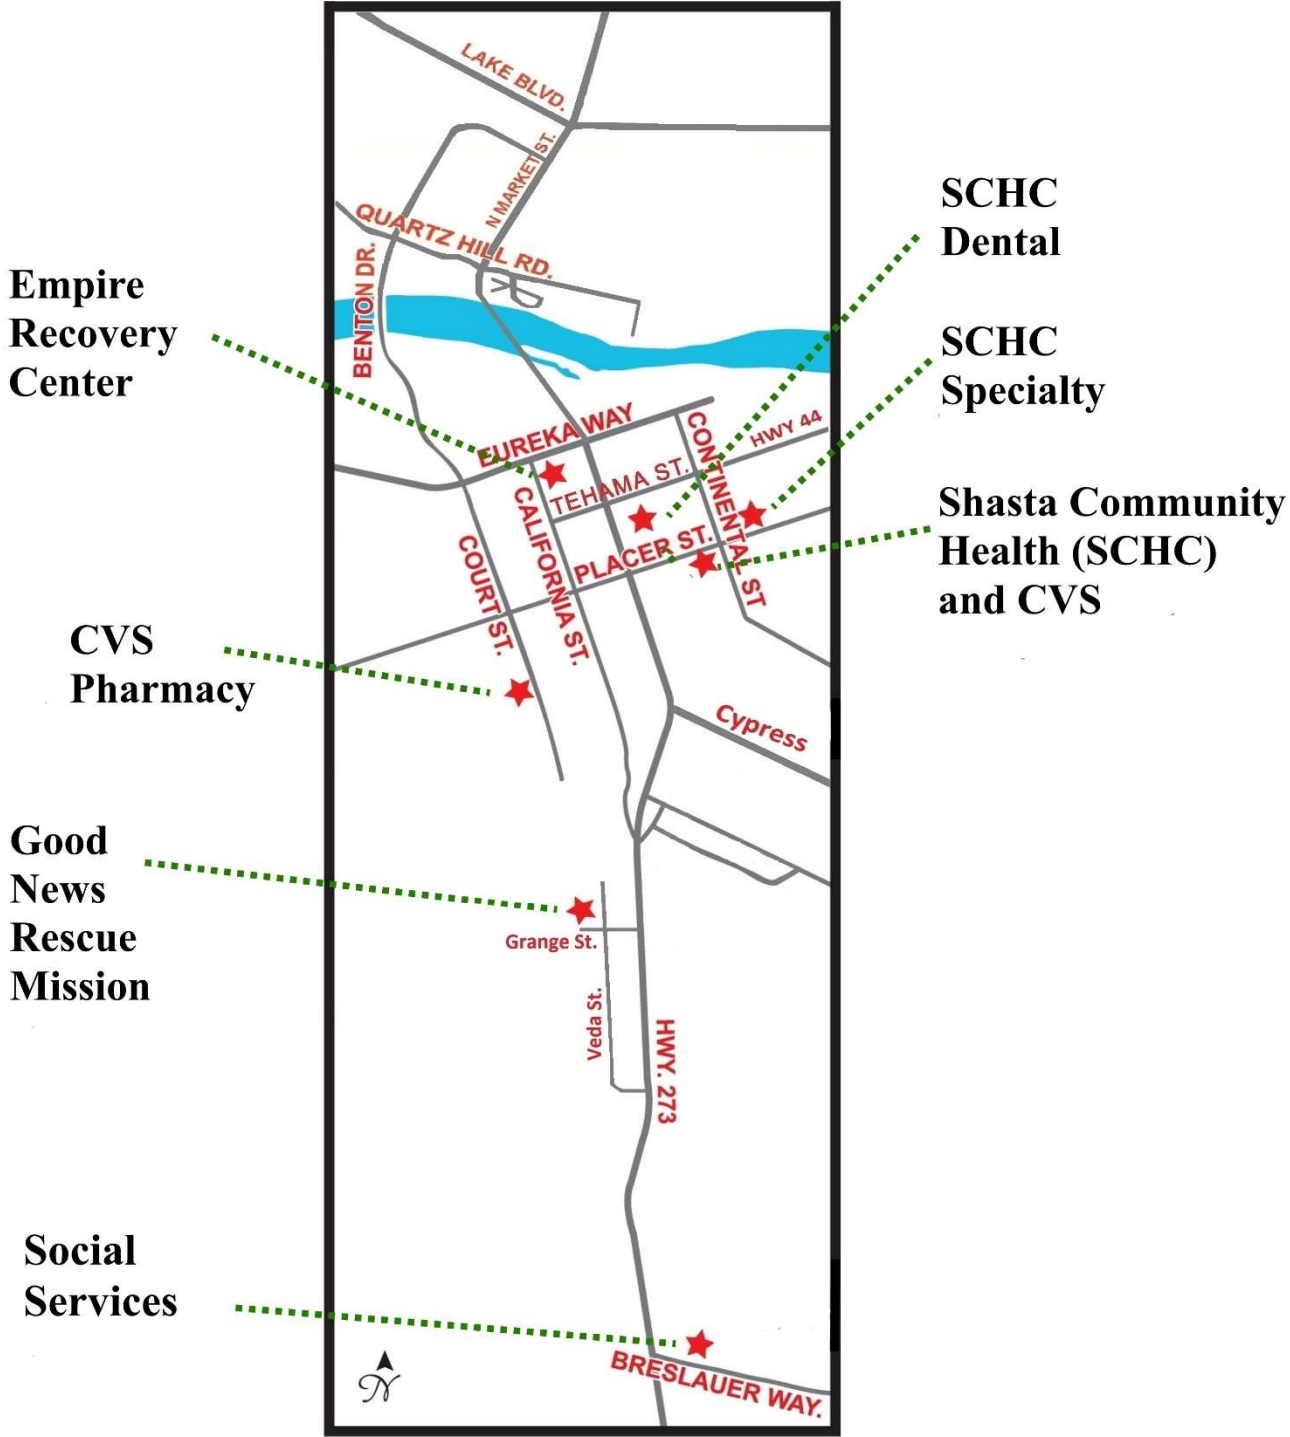 LAKE BLVD.
N MARKET ST.
QUARTZ HILL RD.
BENTON DR.
SCHC
Dental
Empire
Recovery
Center
SCHC
Specialty
EUREKA WAY
HWY 44
TEHAMA ST.
CONTINENTAL ST
CALIFORNIA ST.
PLACER ST.
COURT ST.
Shasta Community
Health (SCHC)
and CVS
CVS
Pharmacy
Cypress
Good
News
Rescue
Mission
Grange St.
Veda St.
HWY. 273
Social
Services
BRESLAUER WAY.
N